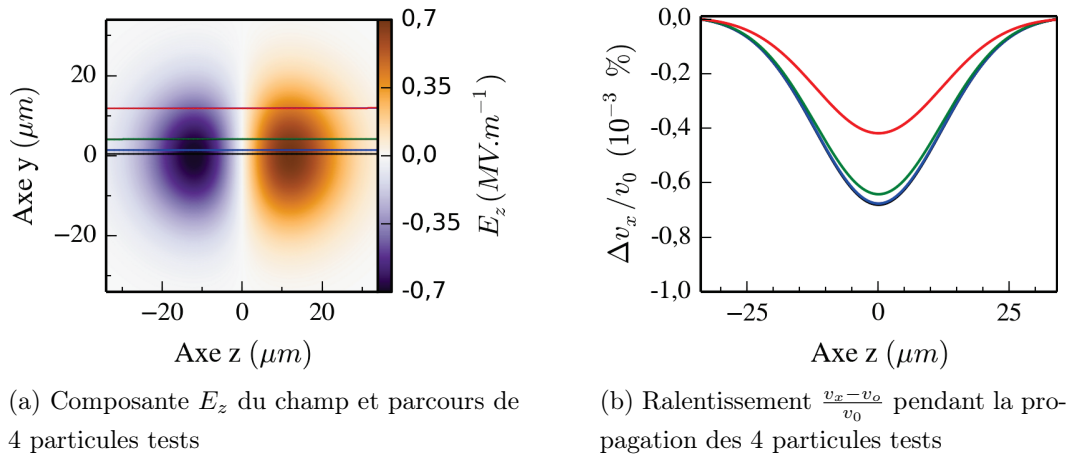 20
0
−20
Axe y (µm)
−20 0 20
Axe z (µm)
0,7
0,35
0,0
-0,35
-0,7
E_z (MV.m⁻¹)
0,0
-0,2
-0,4
-0,6
-0,8
-1,0
Δv_x/v_0 (10⁻³ %)
−25 0 25
Axe z (µm)
(a) Composante E_z du champ et parcours de
4 particules tests
(b) Ralentissement (v_x−v_o)/v_0 pendant la pro-
pagation des 4 particules tests